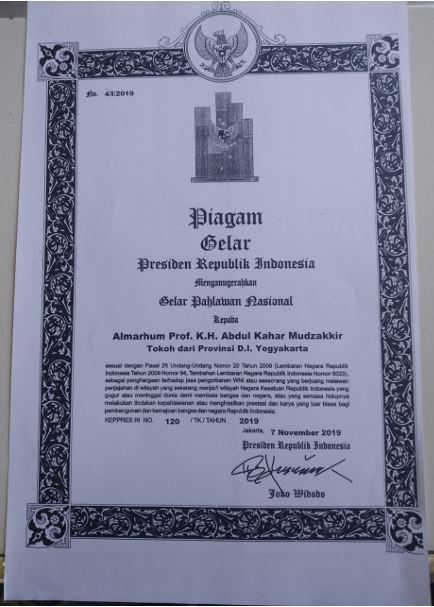 No. 4/I/2019
Piagam
Gelar
Presiden Republik Indonesia
Menganugerahkan
Gelar Pahlawan Nasional
Kepada
Almarhum Prof. K.H. Abdul Kahar Mudzakkir
Tokoh dari Provinsi D.I. Yogyakarta
sesuai dengan Pasal 25 Undang-Undang Nomor 20 Tahun 2009 (Lembaran Negara Republik
Indonesia Tahun 2009 Nomor 94, Tambahan Lembaran Negara Republik Indonesia Nomor 5023),
sebagai penghargaan terhadap jasa pengorbanan WNI atau seseorang yang berjuang melawan
penjajahan di wilayah yang sekarang menjadi wilayah Negara Kesatuan Republik Indonesia yang
gugur atau meninggal dunia demi membela bangsa dan negara, atau yang semasa hidupnya
melakukan tindakan kepahlawanan atau menghasilkan prestasi dan karya yang luar biasa bagi
pembangunan dan kemajuan bangsa dan negara Republik Indonesia.
KEPPRES RI NO. 120 / TK / TAHUN 2019
Jakarta, 7 November 2019
Presiden Republik Indonesia
Joko Widodo